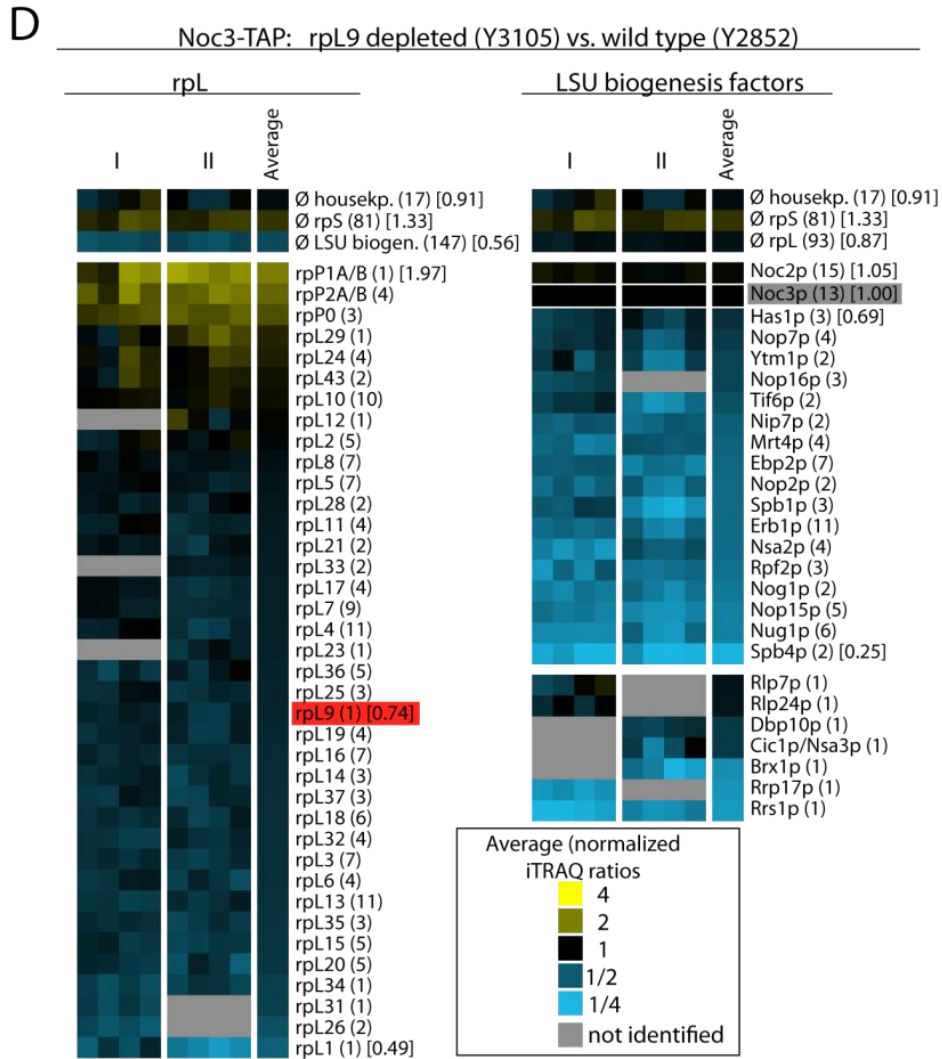 D
Noc3-TAP: rpL9 depleted (Y3105) vs. wild type (Y2852)
rpL
I
II
Average
Ø housekp. (17) [0.91]
Ø rpS (81) [1.33]
Ø LSU biogen. (147) [0.56]
rpP1A/B (1) [1.97]
rpP2A/B (4)
rpP0 (3)
rpL29 (1)
rpL24 (4)
rpL43 (2)
rpL10 (10)
rpL12 (1)
rpL2 (5)
rpL8 (7)
rpL5 (7)
rpL28 (2)
rpL11 (4)
rpL21 (2)
rpL33 (2)
rpL17 (4)
rpL7 (9)
rpL4 (11)
rpL23 (1)
rpL36 (5)
rpL25 (3)
rpL9 (1) [0.74]
rpL19 (4)
rpL16 (7)
rpL14 (3)
rpL37 (3)
rpL18 (6)
rpL32 (4)
rpL3 (7)
rpL6 (4)
rpL13 (11)
rpL35 (3)
rpL15 (5)
rpL20 (5)
rpL34 (1)
rpL31 (1)
rpL26 (2)
rpL1 (1) [0.49]
LSU biogenesis factors
I
II
Average
Ø housekp. (17) [0.91]
Ø rpS (81) [1.33]
Ø rpL (93) [0.87]
Noc2p (15) [1.05]
Noc3p (13) [1.00]
Has1p (3) [0.69]
Nop7p (4)
Ytm1p (2)
Nop16p (3)
Tif6p (2)
Nip7p (2)
Mrt4p (4)
Ebp2p (7)
Nop2p (2)
Spb1p (3)
Erb1p (11)
Nsa2p (4)
Rpf2p (3)
Nog1p (2)
Nop15p (5)
Nug1p (6)
Spb4p (2) [0.25]
Rlp7p (1)
Rlp24p (1)
Dbp10p (1)
Cic1p/Nsa3p (1)
Brx1p (1)
Rrp17p (1)
Rrs1p (1)
Average (normalized
iTRAQ ratios
4
2
1
1/2
1/4
not identified